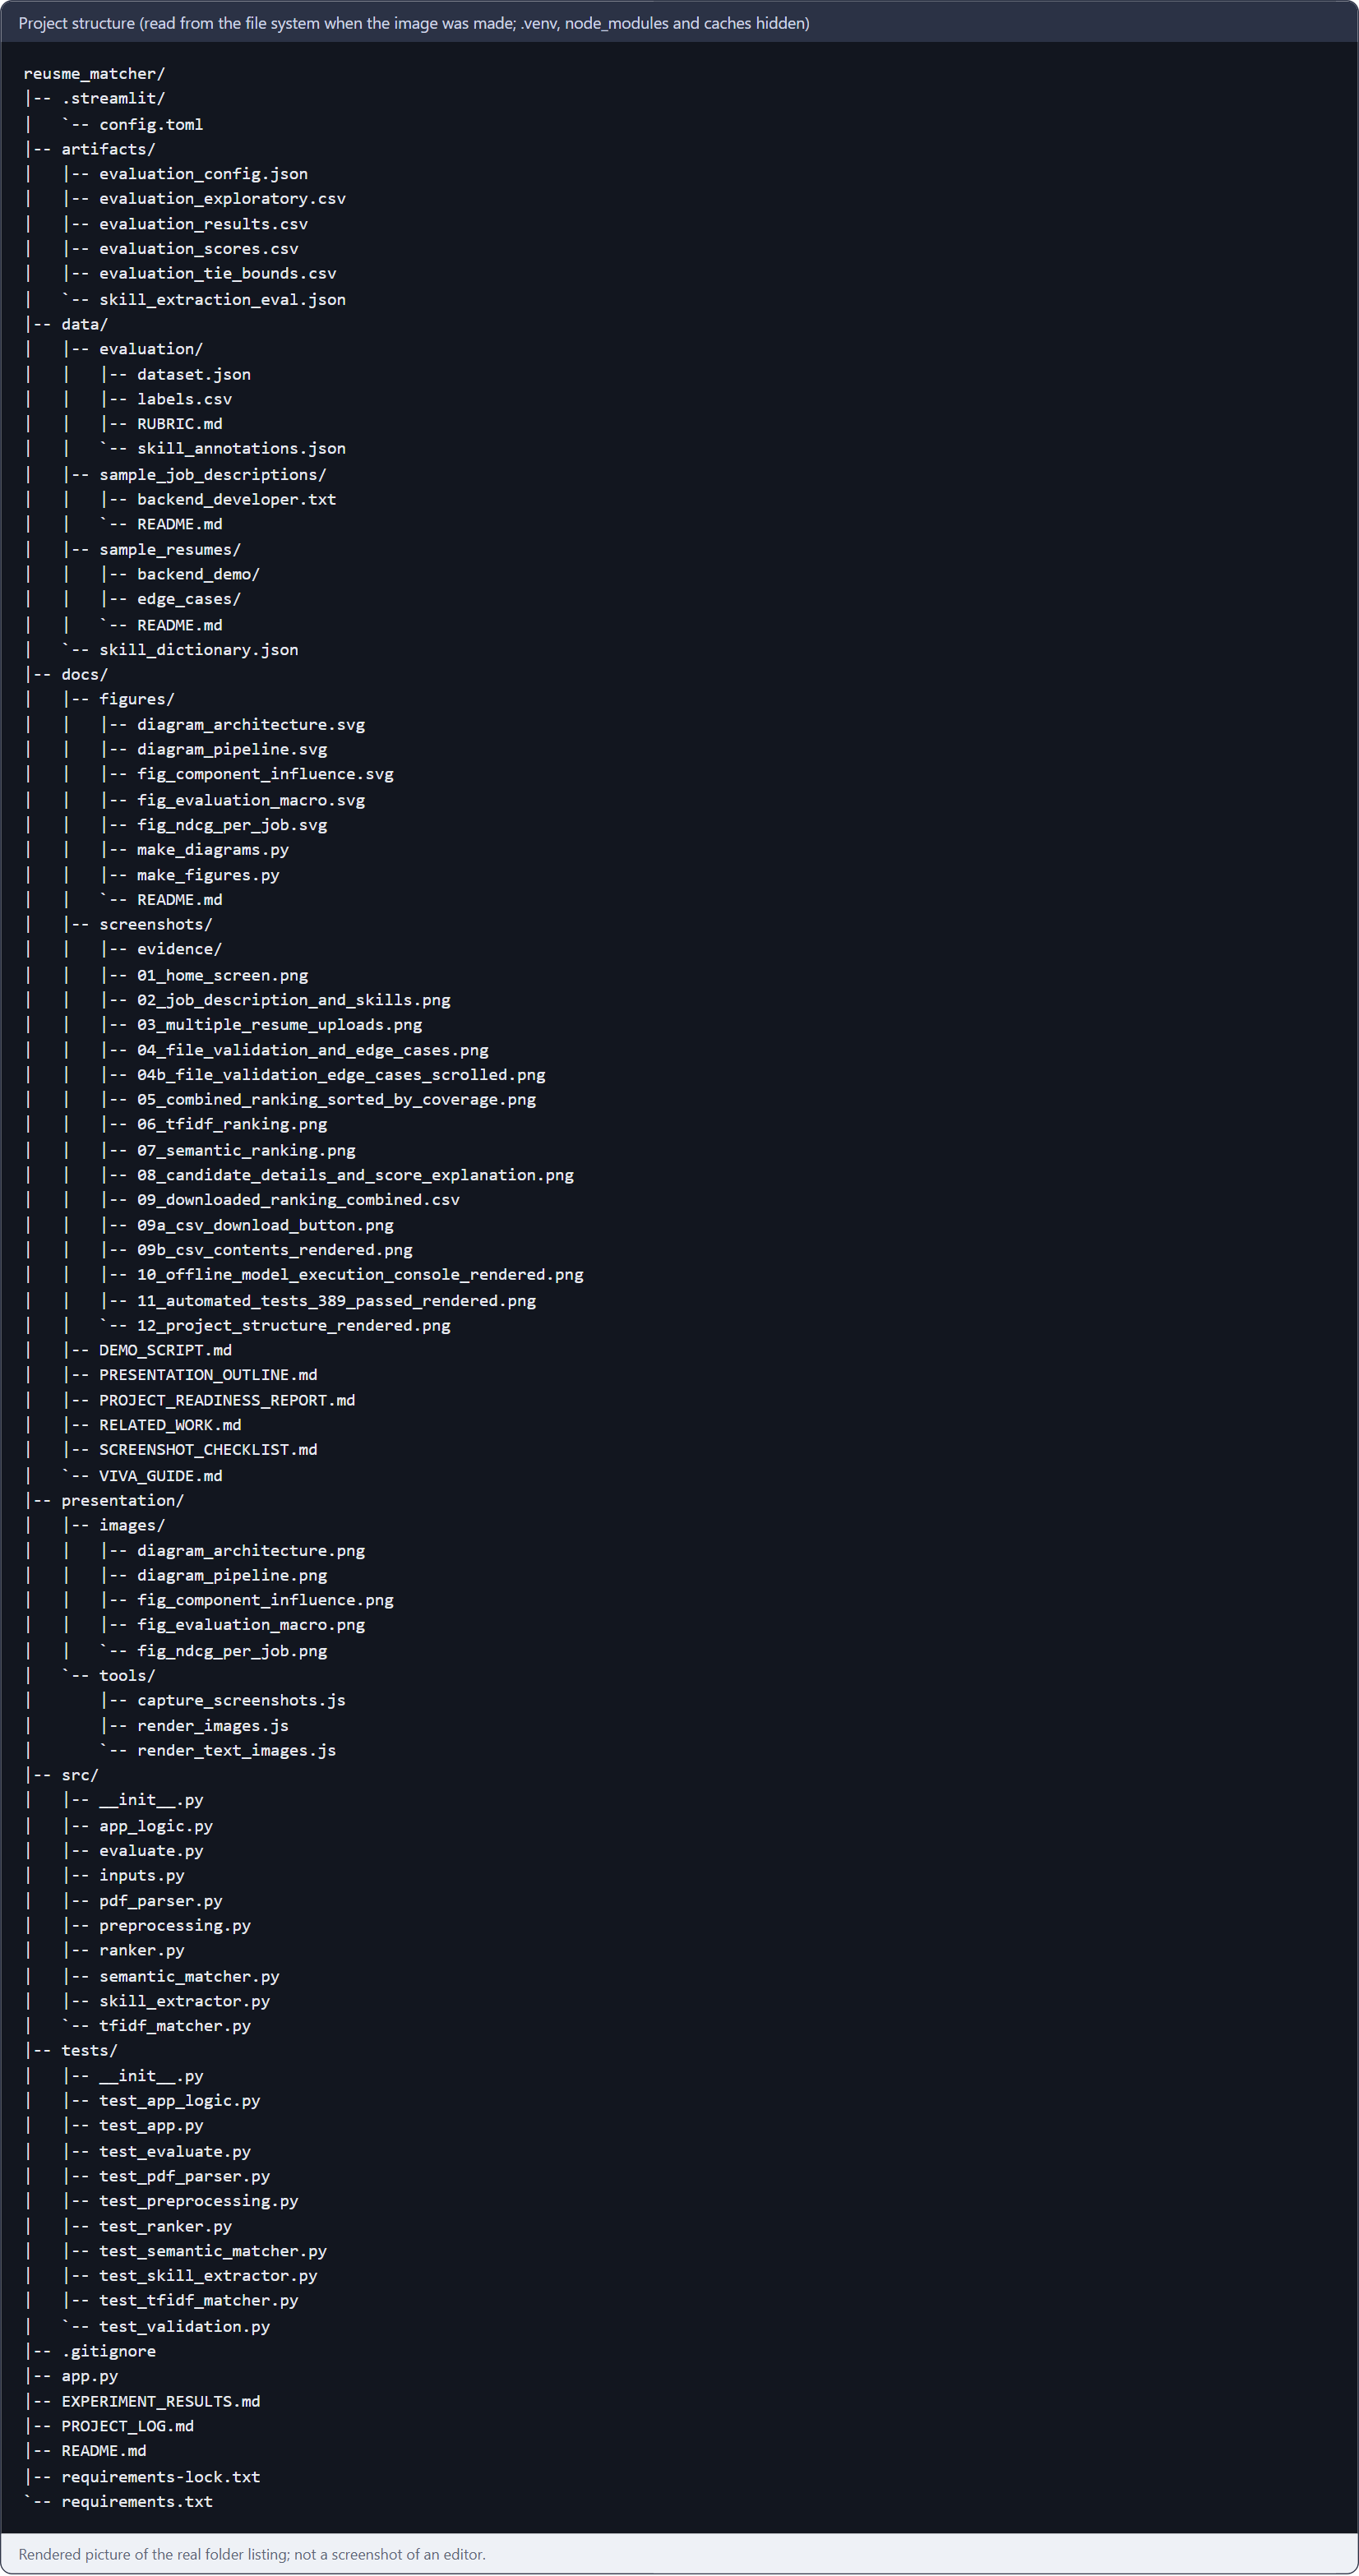 Project structure (read from the file system when the image was made; .venv, node_modules and caches hidden)
reusme_matcher/
|-- .streamlit/
|   `-- config.toml
|-- artifacts/
|   |-- evaluation_config.json
|   |-- evaluation_exploratory.csv
|   |-- evaluation_results.csv
|   |-- evaluation_scores.csv
|   |-- evaluation_tie_bounds.csv
|   `-- skill_extraction_eval.json
|-- data/
|   |-- evaluation/
|   |   |-- dataset.json
|   |   |-- labels.csv
|   |   |-- RUBRIC.md
|   |   `-- skill_annotations.json
|   |-- sample_job_descriptions/
|   |   |-- backend_developer.txt
|   |   `-- README.md
|   |-- sample_resumes/
|   |   |-- backend_demo/
|   |   |-- edge_cases/
|   |   `-- README.md
|   `-- skill_dictionary.json
|-- docs/
|   |-- figures/
|   |   |-- diagram_architecture.svg
|   |   |-- diagram_pipeline.svg
|   |   |-- fig_component_influence.svg
|   |   |-- fig_evaluation_macro.svg
|   |   |-- fig_ndcg_per_job.svg
|   |   |-- make_diagrams.py
|   |   |-- make_figures.py
|   |   `-- README.md
|   |-- screenshots/
|   |   |-- evidence/
|   |   |-- 01_home_screen.png
|   |   |-- 02_job_description_and_skills.png
|   |   |-- 03_multiple_resume_uploads.png
|   |   |-- 04_file_validation_and_edge_cases.png
|   |   |-- 04b_file_validation_edge_cases_scrolled.png
|   |   |-- 05_combined_ranking_sorted_by_coverage.png
|   |   |-- 06_tfidf_ranking.png
|   |   |-- 07_semantic_ranking.png
|   |   |-- 08_candidate_details_and_score_explanation.png
|   |   |-- 09_downloaded_ranking_combined.csv
|   |   |-- 09a_csv_download_button.png
|   |   |-- 09b_csv_contents_rendered.png
|   |   |-- 10_offline_model_execution_console_rendered.png
|   |   |-- 11_automated_tests_389_passed_rendered.png
|   |   `-- 12_project_structure_rendered.png
|   |-- DEMO_SCRIPT.md
|   |-- PRESENTATION_OUTLINE.md
|   |-- PROJECT_READINESS_REPORT.md
|   |-- RELATED_WORK.md
|   |-- SCREENSHOT_CHECKLIST.md
|   `-- VIVA_GUIDE.md
|-- presentation/
|   |-- images/
|   |   |-- diagram_architecture.png
|   |   |-- diagram_pipeline.png
|   |   |-- fig_component_influence.png
|   |   |-- fig_evaluation_macro.png
|   |   `-- fig_ndcg_per_job.png
|   `-- tools/
|       |-- capture_screenshots.js
|       |-- render_images.js
|       `-- render_text_images.js
|-- src/
|   |-- __init__.py
|   |-- app_logic.py
|   |-- evaluate.py
|   |-- inputs.py
|   |-- pdf_parser.py
|   |-- preprocessing.py
|   |-- ranker.py
|   |-- semantic_matcher.py
|   |-- skill_extractor.py
|   `-- tfidf_matcher.py
|-- tests/
|   |-- __init__.py
|   |-- test_app_logic.py
|   |-- test_app.py
|   |-- test_evaluate.py
|   |-- test_pdf_parser.py
|   |-- test_preprocessing.py
|   |-- test_ranker.py
|   |-- test_semantic_matcher.py
|   |-- test_skill_extractor.py
|   |-- test_tfidf_matcher.py
|   `-- test_validation.py
|-- .gitignore
|-- app.py
|-- EXPERIMENT_RESULTS.md
|-- PROJECT_LOG.md
|-- README.md
|-- requirements-lock.txt
`-- requirements.txt
Rendered picture of the real folder listing; not a screenshot of an editor.